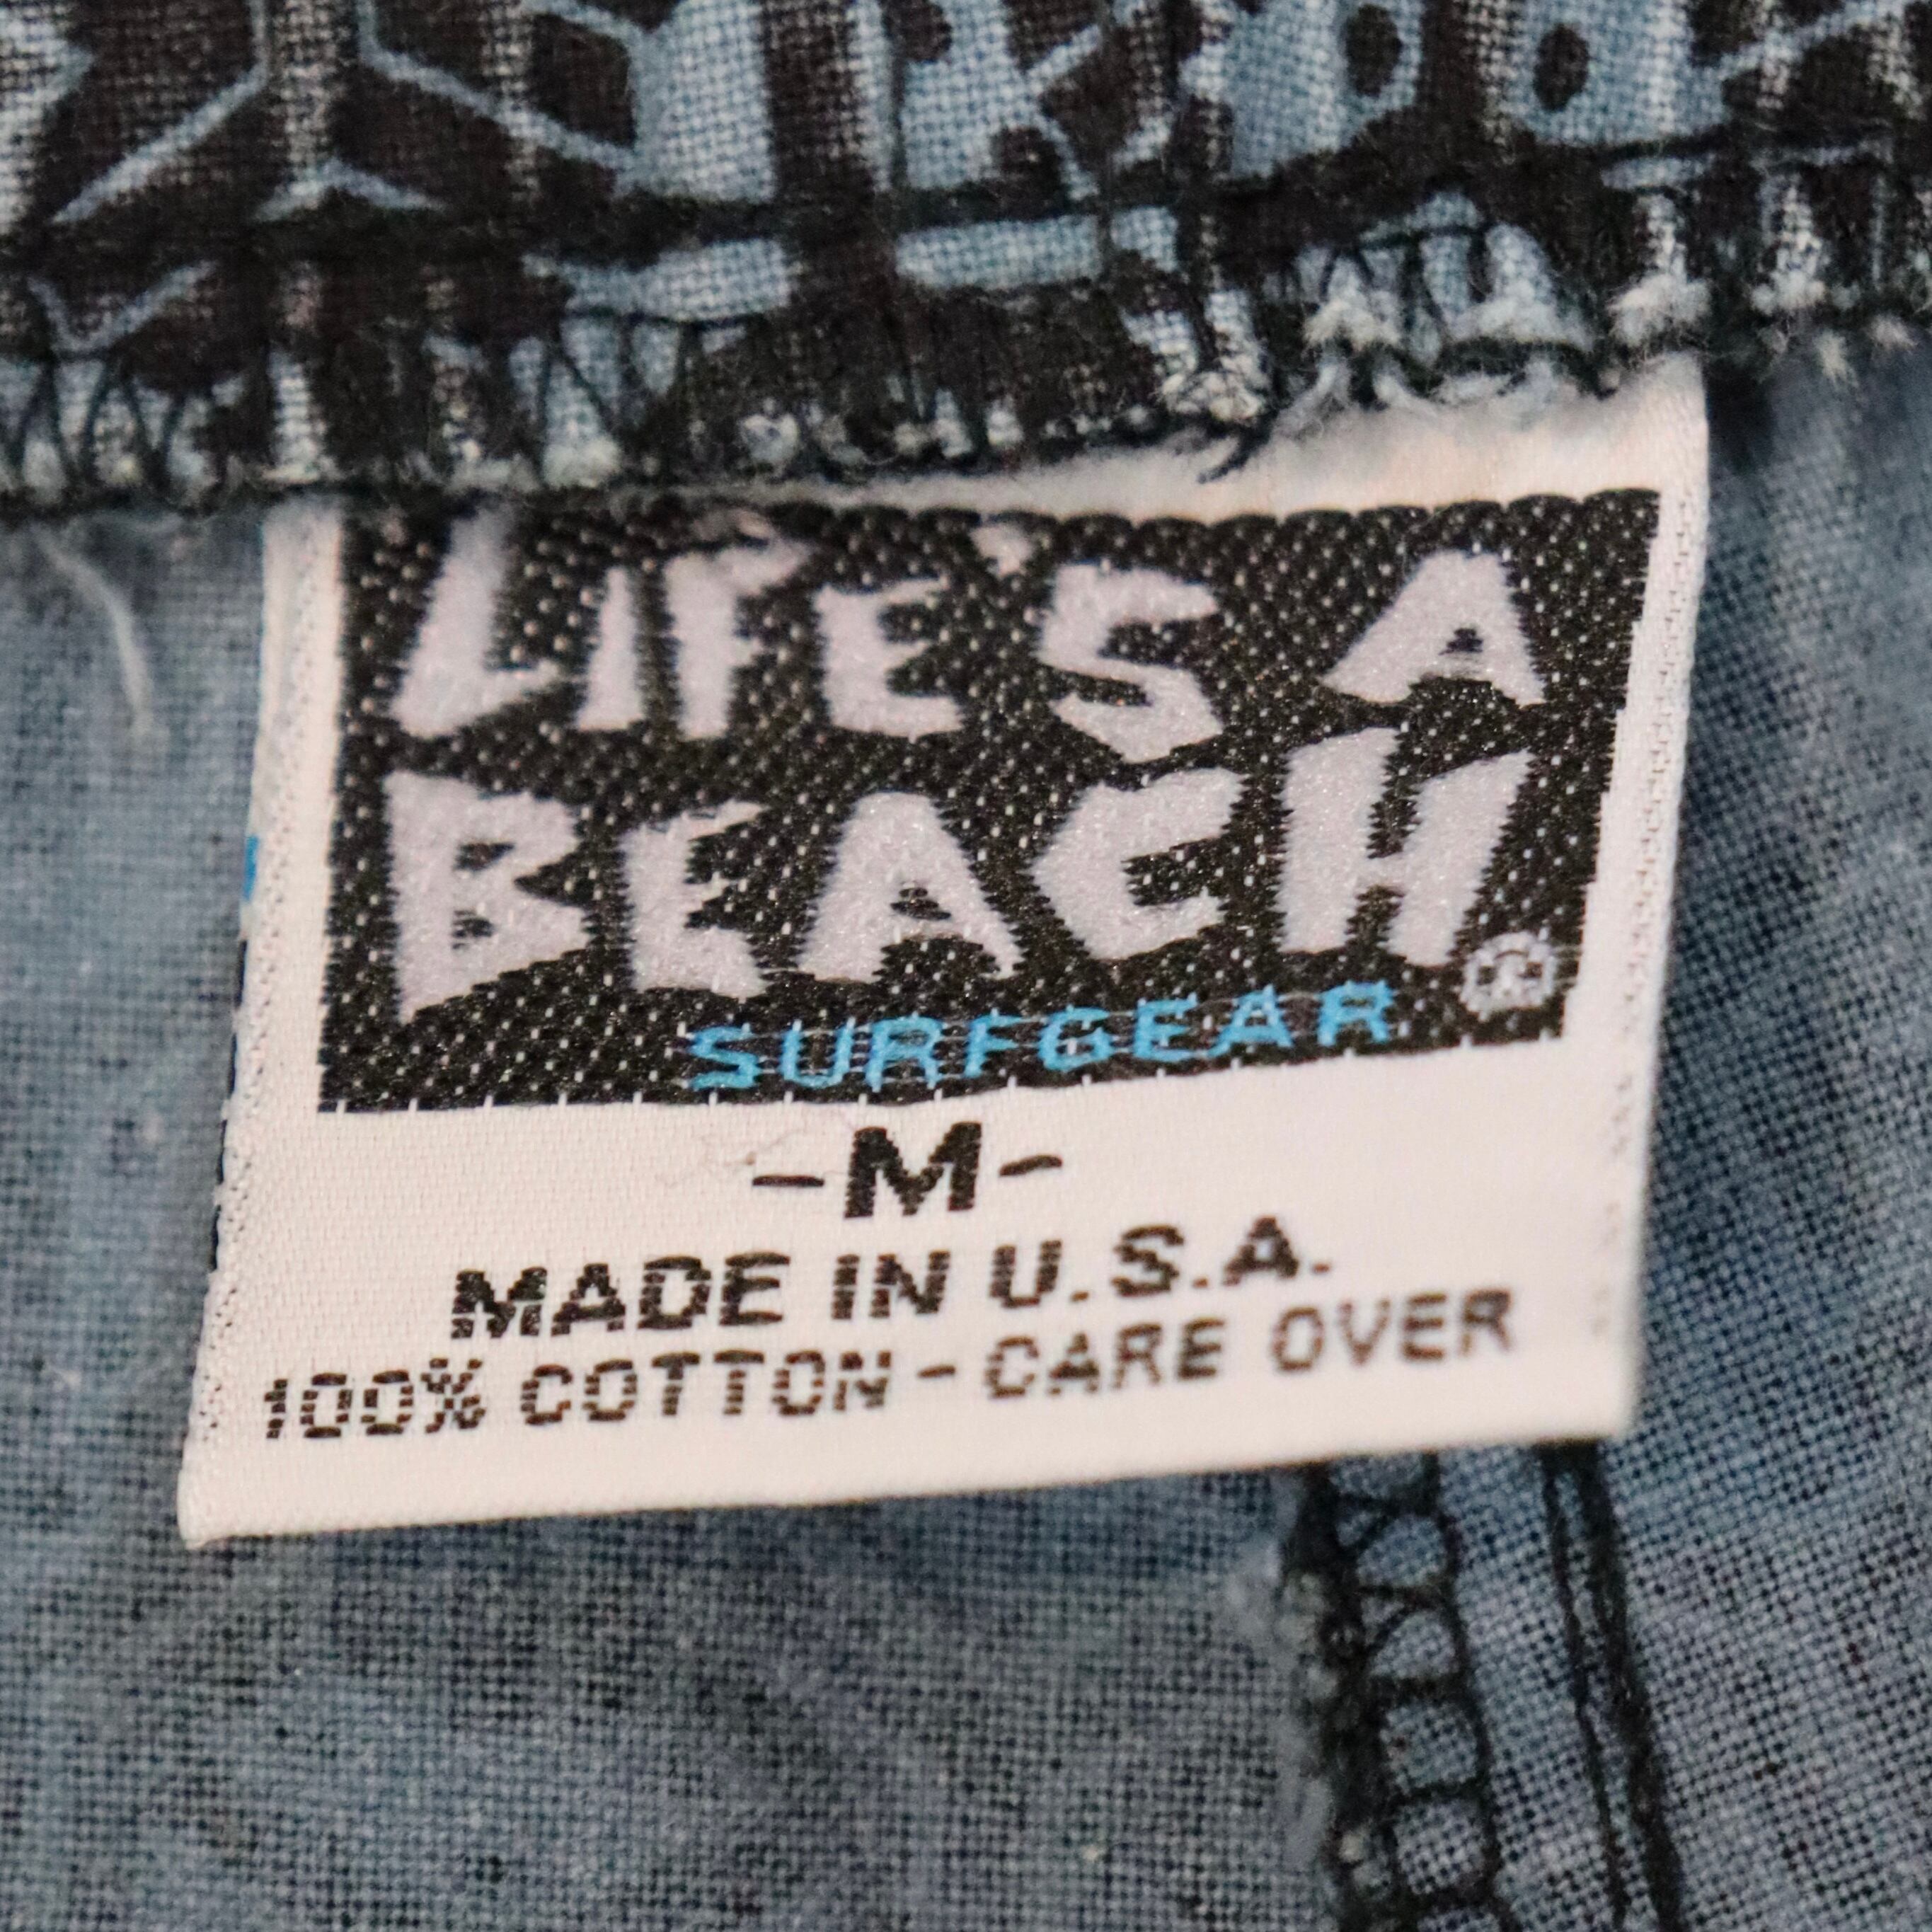 LIFE'S A
BEACH ®
SURFGEAR
-M-
MADE IN U.S.A.
100% COTTON - CARE OVER